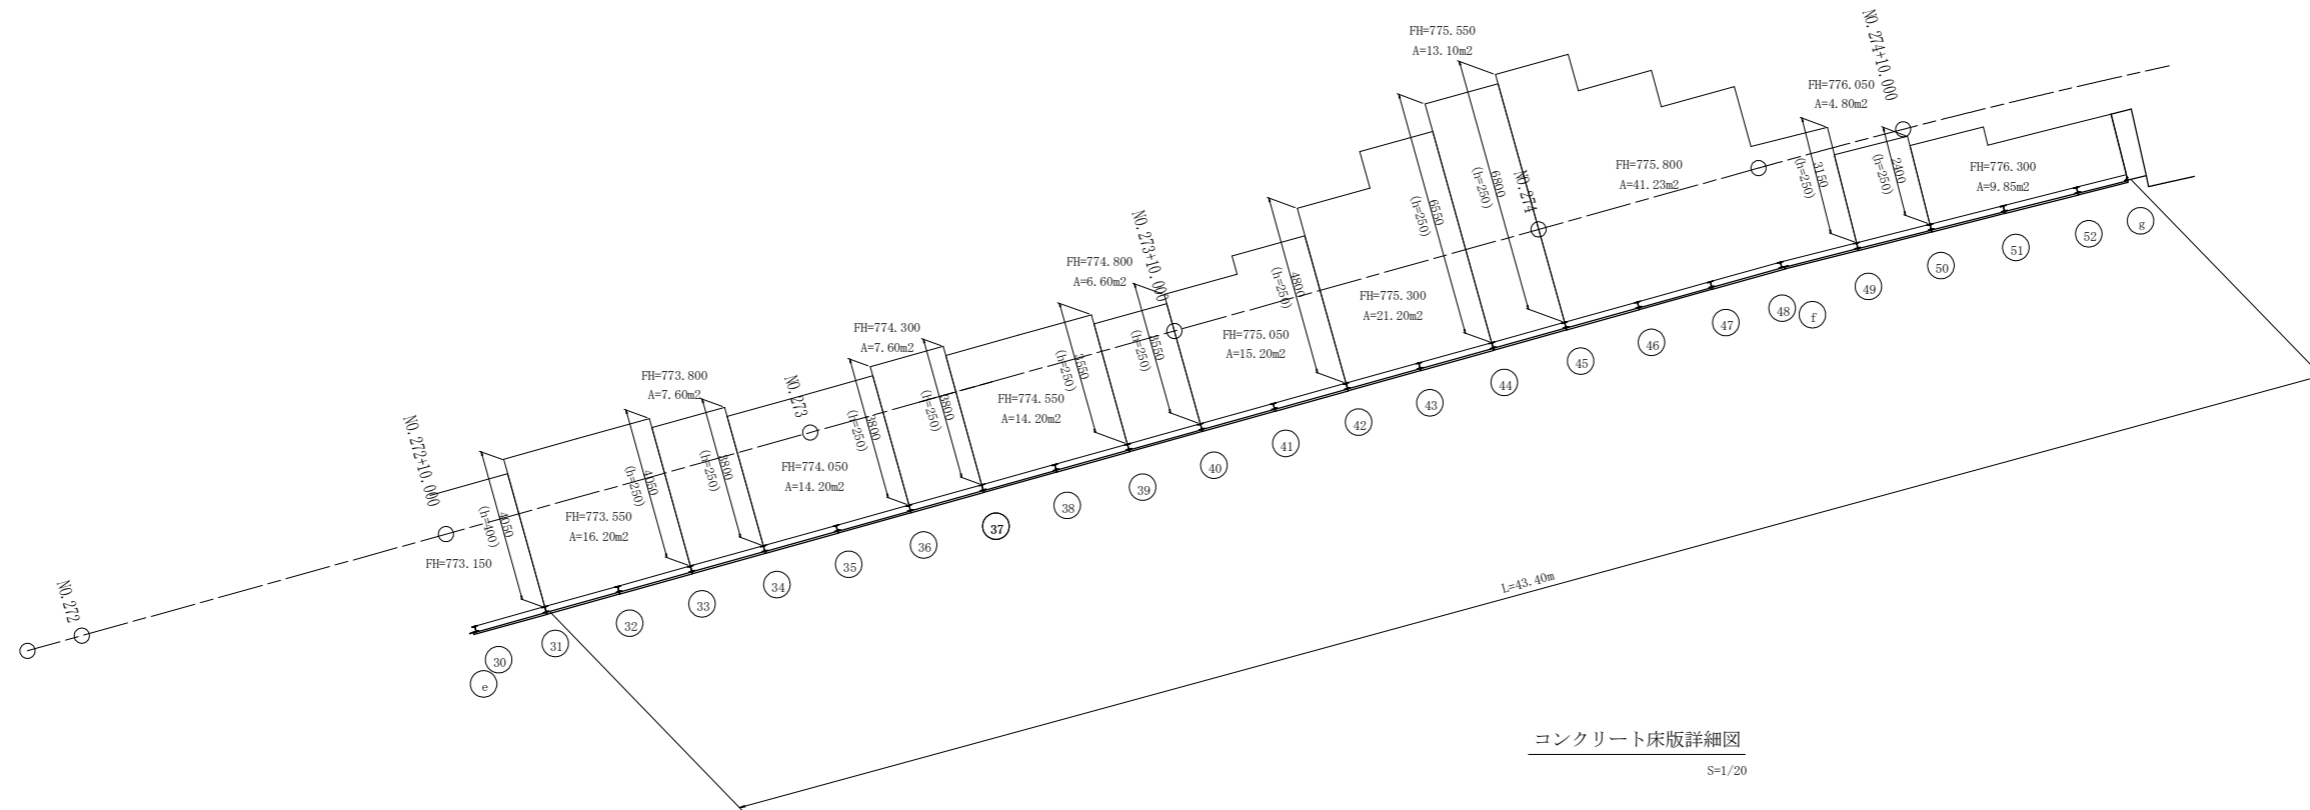 NO.272
NO.272+10.000
FH=773.150
4050
(h=400)
FH=773.550
A=16.20m2
4050
(h=250)
FH=773.800
A=7.60m2
3800
(h=250)
NO.273
FH=774.050
A=14.20m2
3800
(h=250)
FH=774.300
A=7.60m2
3800
(h=250)
FH=774.550
A=14.20m2
3550
(h=250)
FH=774.800
A=6.60m2
NO.273+10.000
3550
(h=250)
FH=775.050
A=15.20m2
4800
(h=250)
FH=775.300
A=21.20m2
6550
(h=250)
FH=775.550
A=13.10m2
6800
(h=250)
NO.274
FH=775.800
A=41.23m2
3150
(h=250)
FH=776.050
A=4.80m2
NO.274+10.000
2400
(h=250)
FH=776.300
A=9.85m2
e
30
31
32
33
34
35
36
37
38
39
40
41
42
43
44
45
46
47
48
f
49
50
51
52
g
L=43.40m
コンクリート床版詳細図
S=1/20